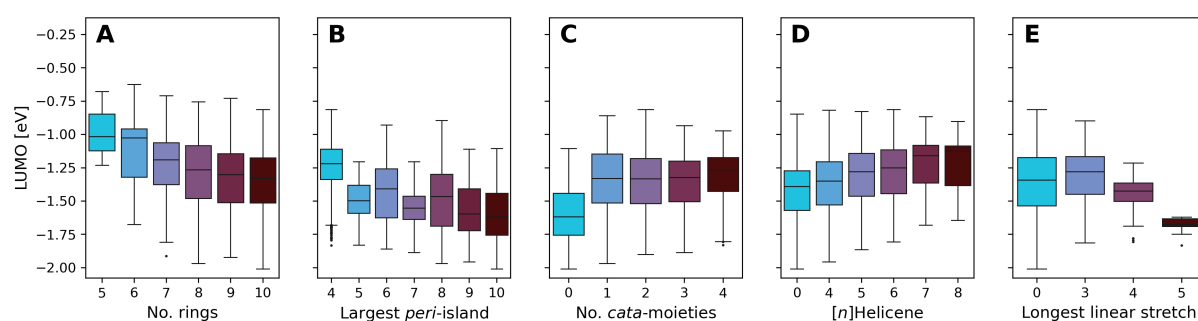 A B C D E
LUMO [eV]
−0.25
−0.50
−0.75
−1.00
−1.25
−1.50
−1.75
−2.00
5 6 7 8 9 10
No. rings
4 5 6 7 8 9 10
Largest peri-island
0 1 2 3 4
No. cata-moieties
0 4 5 6 7 8
[n]Helicene
0 3 4 5
Longest linear stretch